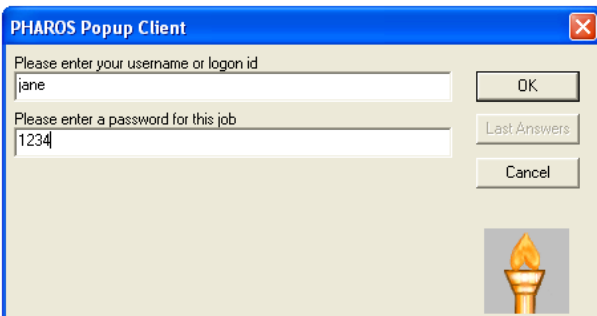 PHAROS Popup Client
Please enter your username or logon id
jane
OK
Please enter a password for this job
1234
Last Answers
Cancel